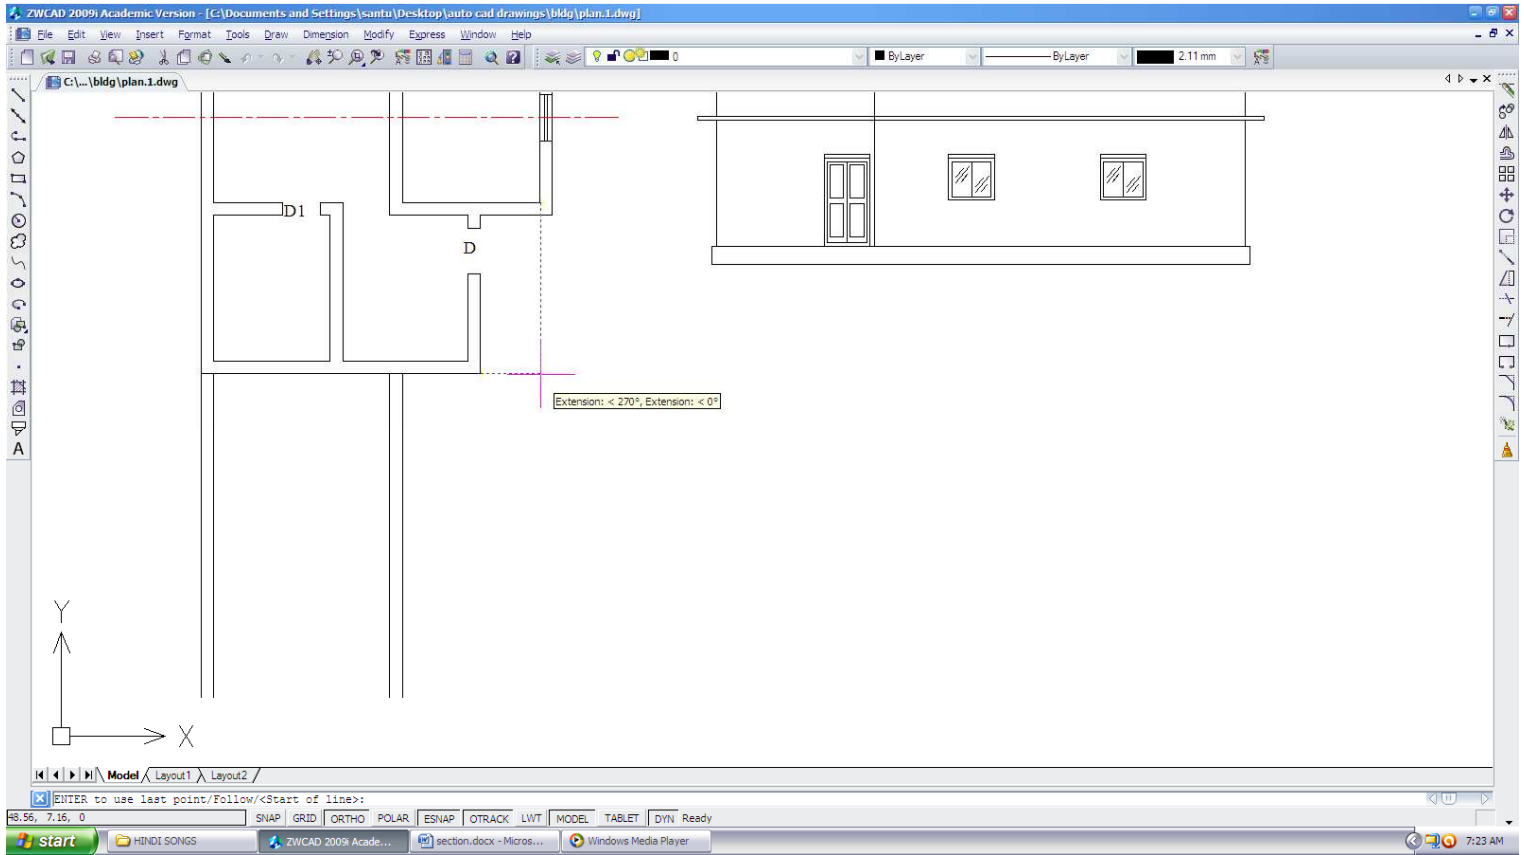 ZWCAD 2009i Academic Version - [C:\Documents and Settings\santu\Desktop\auto cad drawings\bldg\plan.1.dwg]
File Edit View Insert Format Tools Draw Dimension Modify Express Window Help
0 ByLayer ByLayer 2.11 mm
C:\...\bldg\plan.1.dwg
D1
D
Extension: < 270°, Extension: < 0°
Y
X
Model Layout1 Layout2
ENTER to use last point/Follow/<Start of line>:
48.56, 7.16, 0 SNAP GRID ORTHO POLAR ESNAP OTRACK LWT MODEL TABLET DYN Ready
start HINDI SONGS ZWCAD 2009i Acade... section.docx - Micros... Windows Media Player 7:23 AM